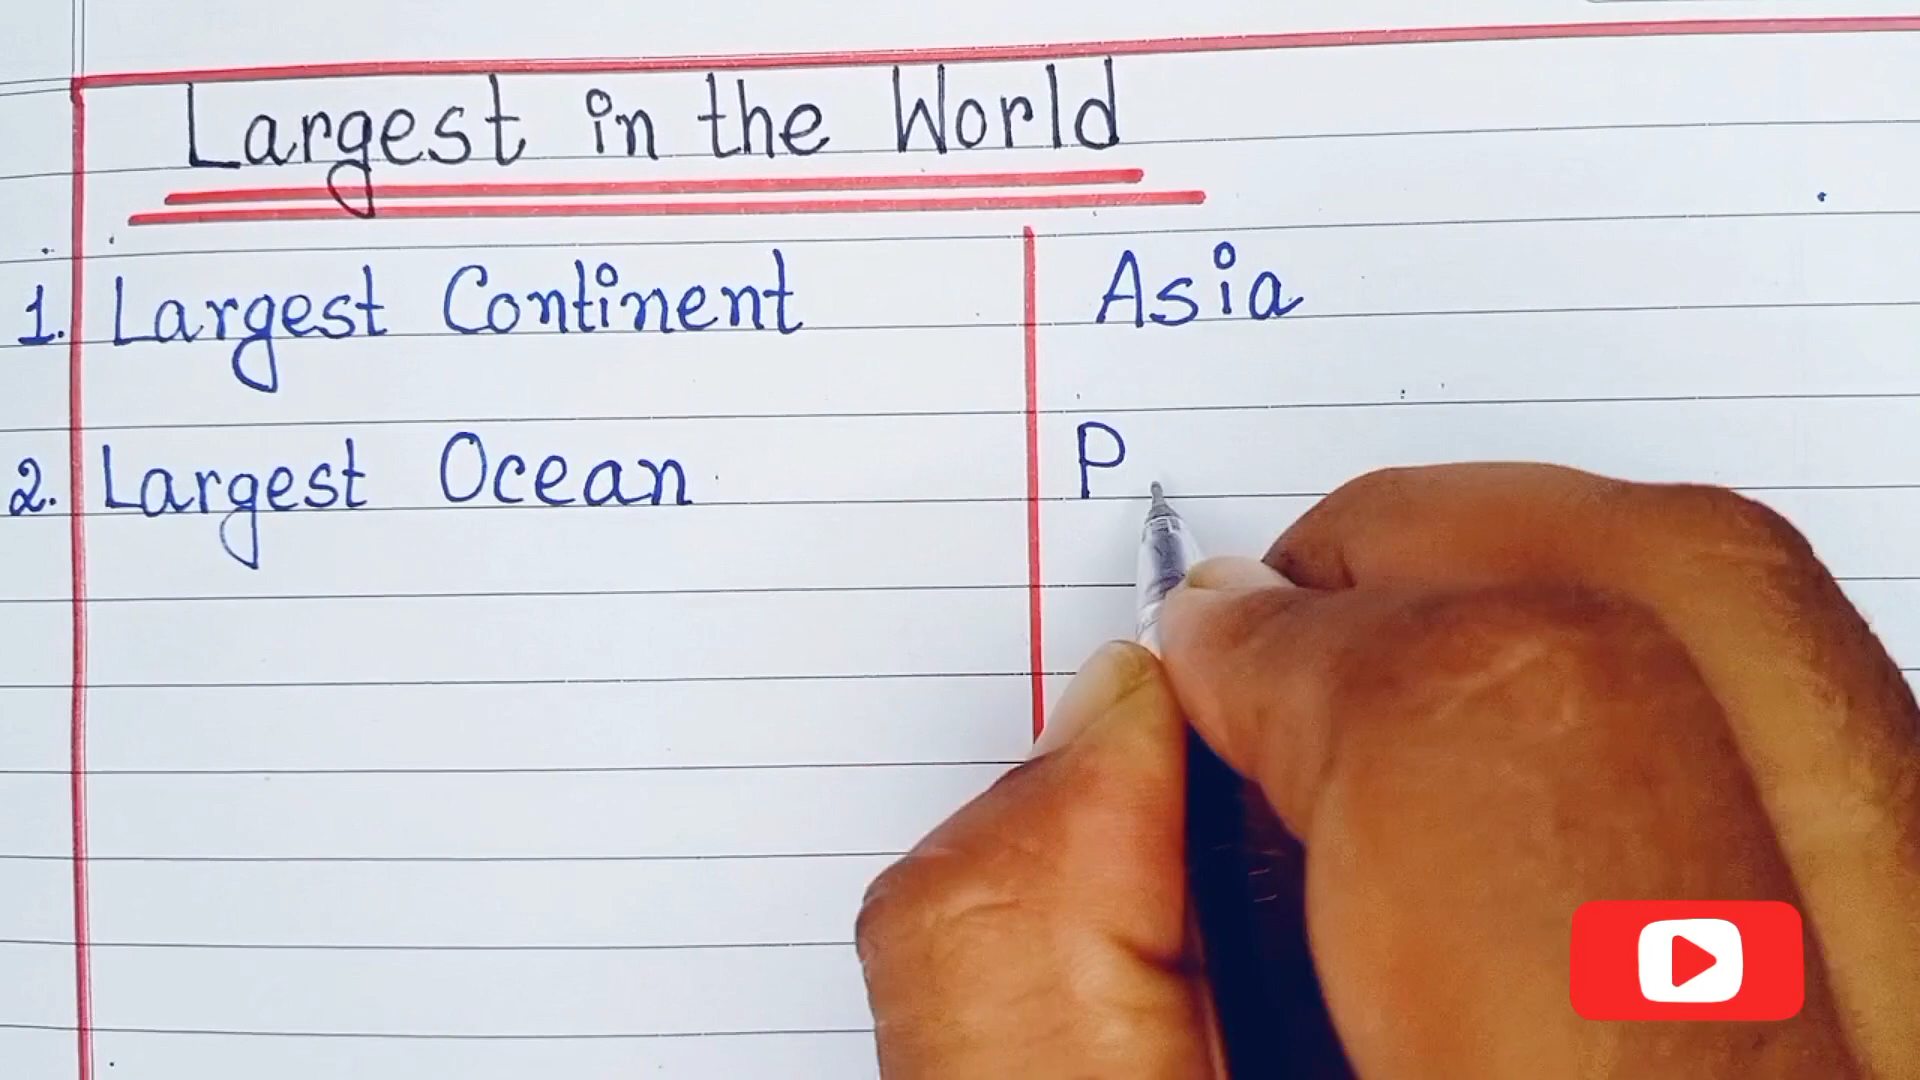 Largest in the World
1. Largest Continent Asia
2. Largest Ocean P